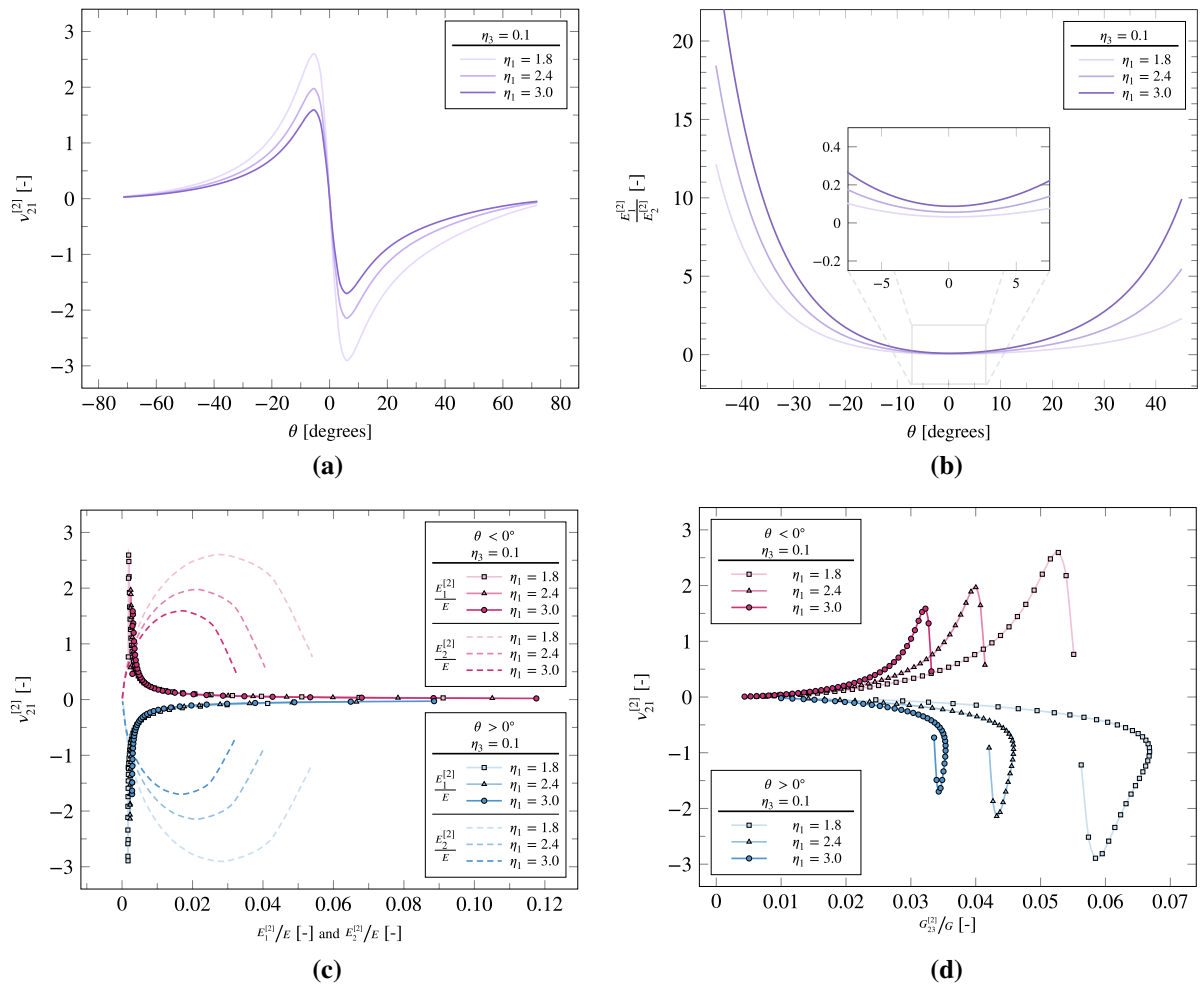 3
2
1
0
−1
−2
−3
−80
−60
−40
−20
0
20
40
60
80
ν₂₁^[2] [-]
θ [degrees]
η₃ = 0.1
η₁ = 1.8
η₁ = 2.4
η₁ = 3.0
(a)
20
15
10
5
0
−40
−30
−20
−10
0
10
20
30
40
E₁^[2]/E₂^[2] [-]
θ [degrees]
η₃ = 0.1
η₁ = 1.8
η₁ = 2.4
η₁ = 3.0
0.4
0.2
0
−0.2
−5
0
5
(b)
3
2
1
0
−1
−2
−3
0
0.02
0.04
0.06
0.08
0.10
0.12
ν₂₁^[2] [-]
E₁^[2]/E [-] and E₂^[2]/E [-]
θ < 0°
η₃ = 0.1
E₁^[2]/E
η₁ = 1.8
η₁ = 2.4
η₁ = 3.0
E₂^[2]/E
η₁ = 1.8
η₁ = 2.4
η₁ = 3.0
θ > 0°
η₃ = 0.1
E₁^[2]/E
η₁ = 1.8
η₁ = 2.4
η₁ = 3.0
E₂^[2]/E
η₁ = 1.8
η₁ = 2.4
η₁ = 3.0
(c)
3
2
1
0
−1
−2
−3
0
0.01
0.02
0.03
0.04
0.05
0.06
0.07
ν₂₁^[2] [-]
G₂₃^[2]/G [-]
θ < 0°
η₃ = 0.1
η₁ = 1.8
η₁ = 2.4
η₁ = 3.0
θ > 0°
η₃ = 0.1
η₁ = 1.8
η₁ = 2.4
η₁ = 3.0
(d)